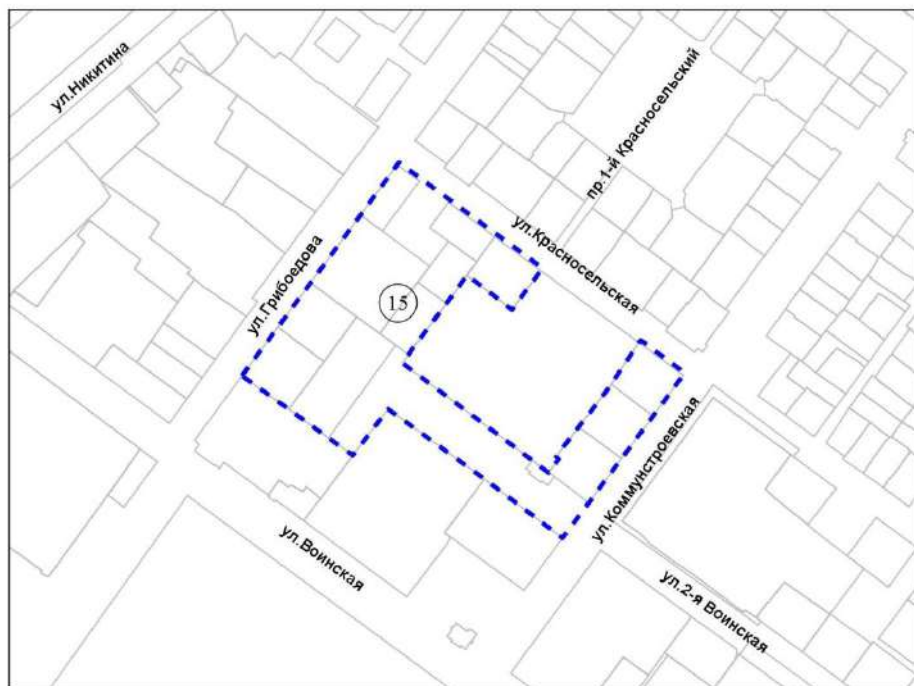 ул.Никитина
пр.1-й Красносельский
ул.Красносельская
ул.Грибоедова
15
ул.Коммунстроевская
ул.Воинская
ул.2-я Воинская